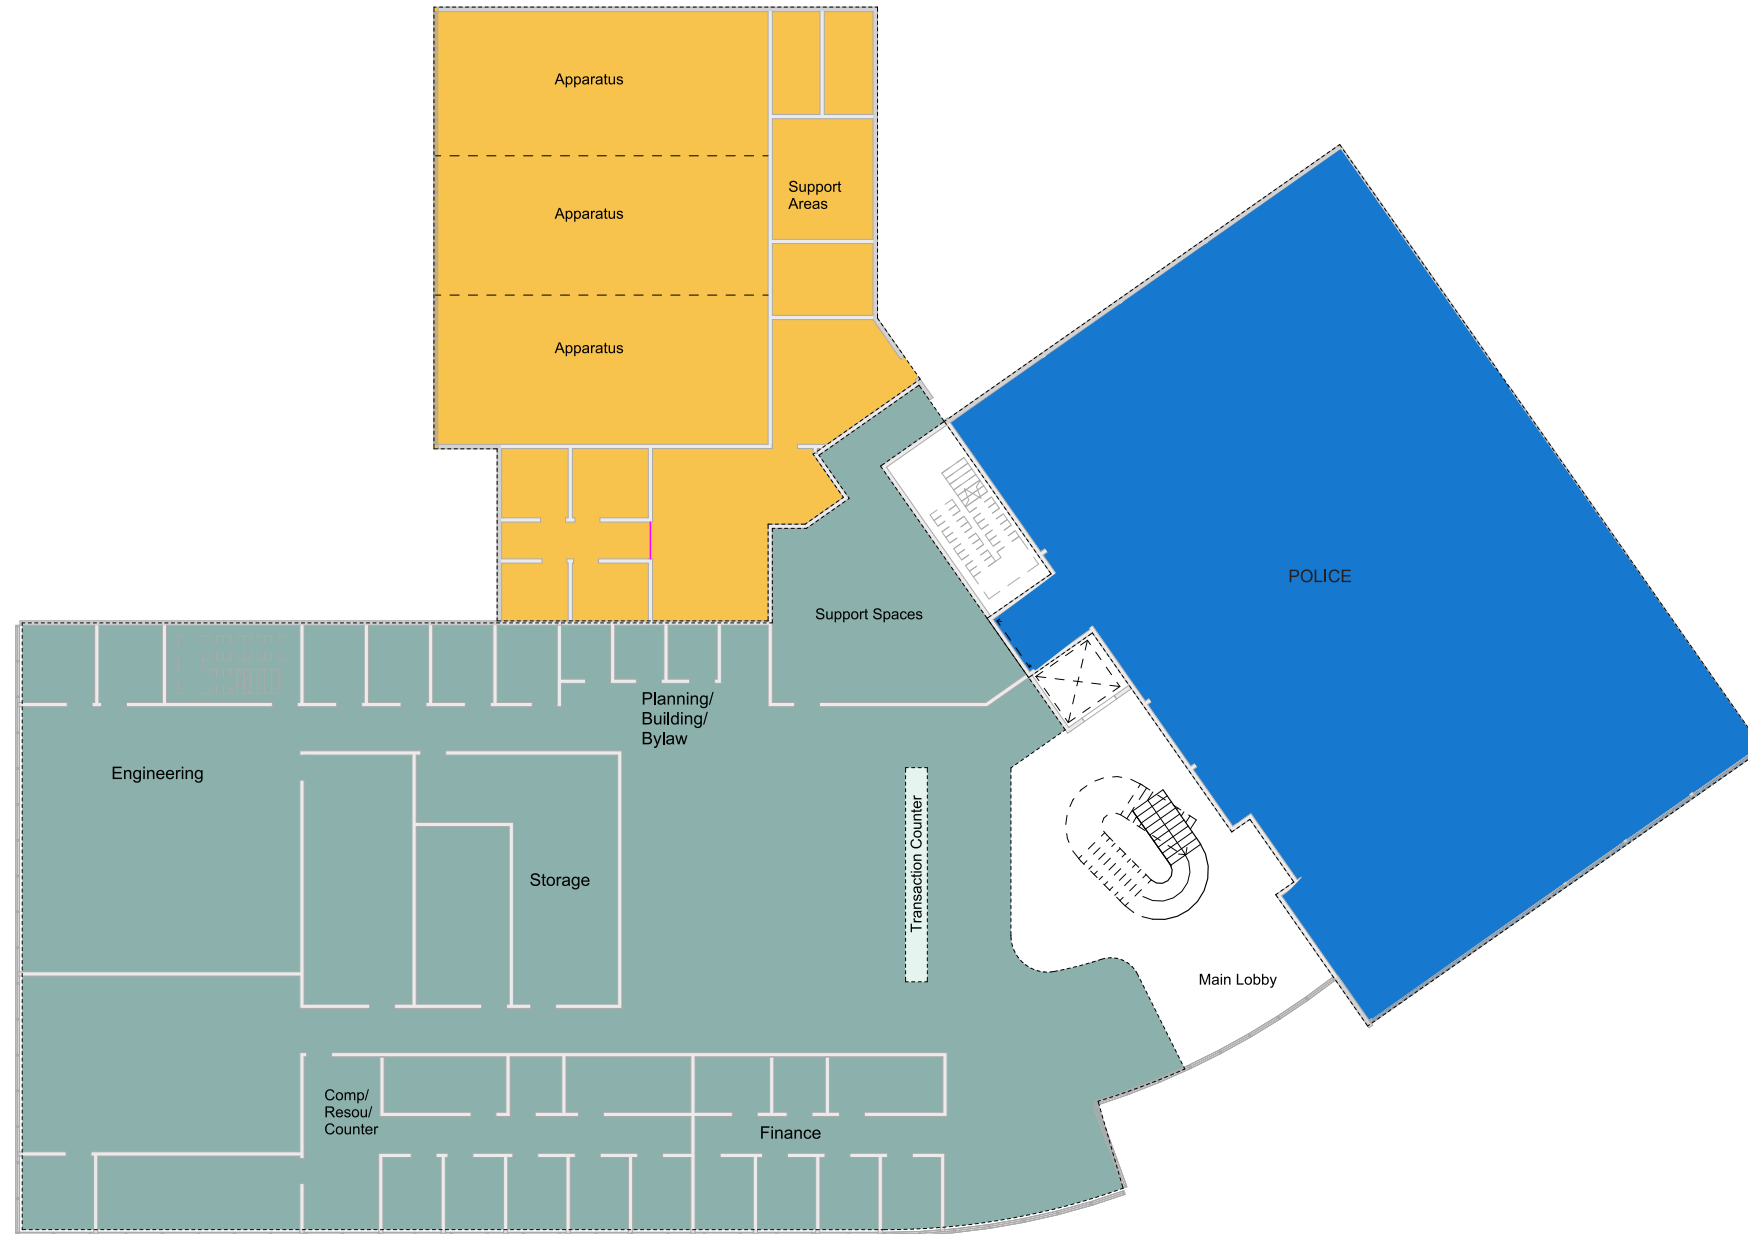 Apparatus
Support
Areas
Apparatus
Apparatus
POLICE
Support Spaces
Planning/
Building/
Bylaw
Engineering
Transaction Counter
Storage
Main Lobby
Comp/
Resou/
Counter
Finance